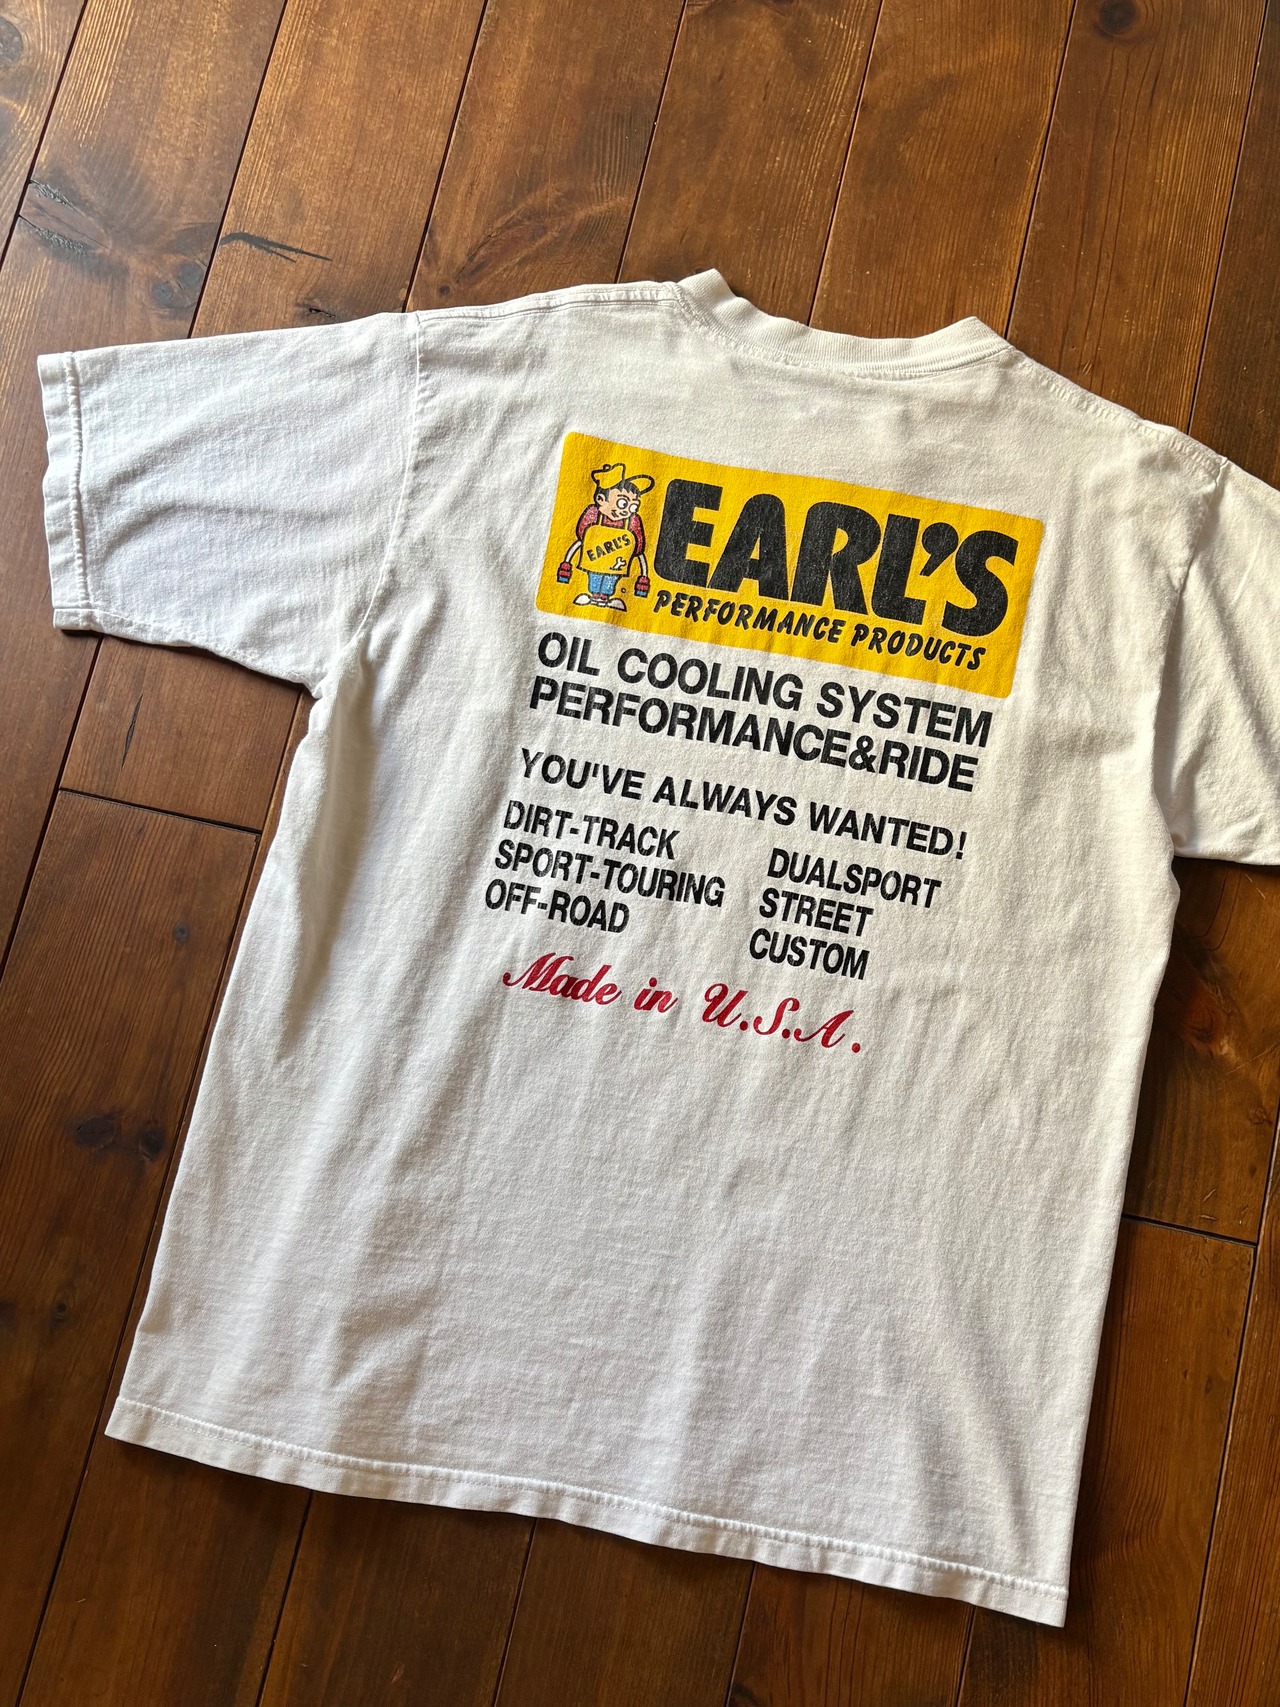 EARL'S
EARL'S
PERFORMANCE PRODUCTS
OIL COOLING SYSTEM
PERFORMANCE&RIDE
YOU'VE ALWAYS WANTED!
DIRT-TRACK
SPORT-TOURING
OFF-ROAD
DUALSPORT
STREET
CUSTOM
Made in U.S.A.